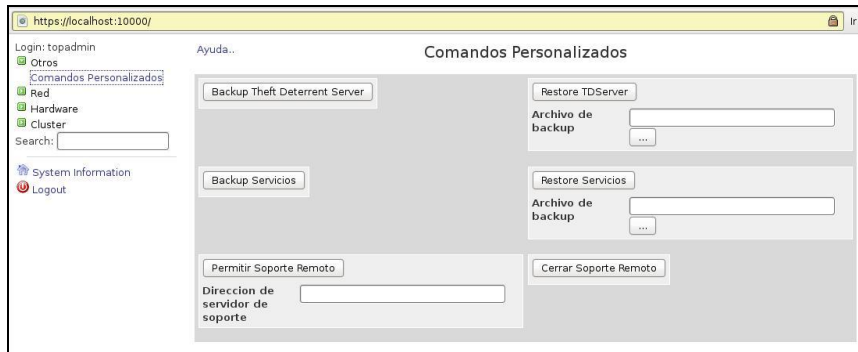 https://localhost:10000/
Ir
Login: topadmin
Otros
Comandos Personalizados
Red
Hardware
Cluster
Search:
System Information
Logout
Ayuda..
Comandos Personalizados
Backup Theft Deterrent Server
Restore TDServer
Archivo de
backup
...
Backup Servicios
Restore Servicios
Archivo de
backup
...
Permitir Soporte Remoto
Cerrar Soporte Remoto
Direccion de
servidor de
soporte